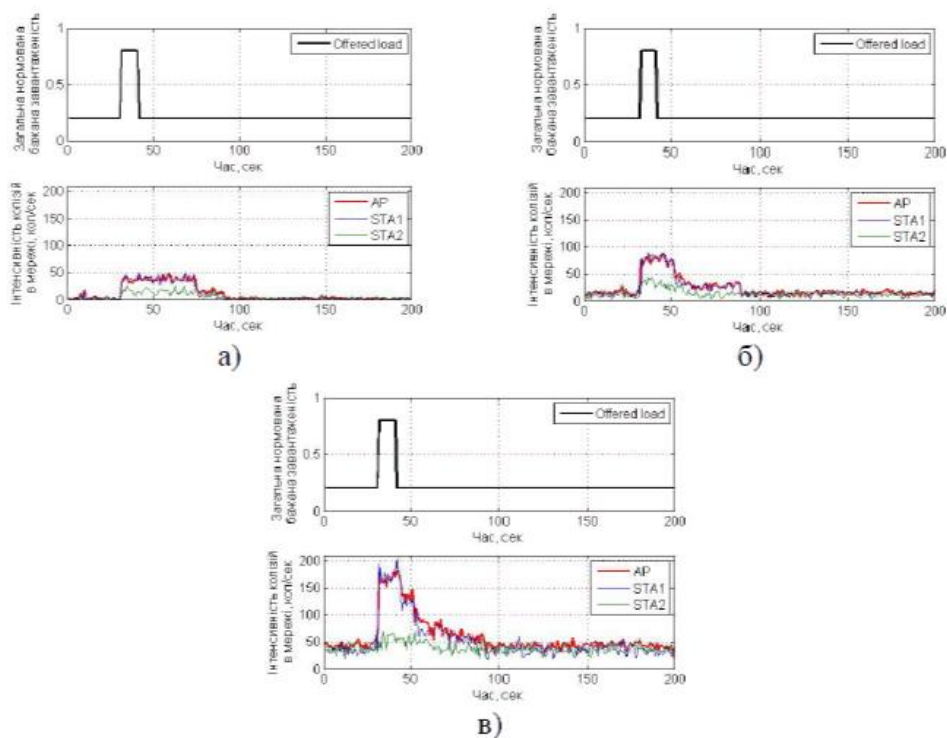 Загальна нормована
бажана завантаженість
1
0.5
0
Offered load
0 50 100 150 200
Час, сек
Інтенсивність колізій
в мережі, кол/сек
200
150
100
50
0
AP
STA1
STA2
0 50 100 150 200
Час, сек
а)
Загальна нормована
бажана завантаженість
1
0.5
0
Offered load
0 50 100 150 200
Час, сек
Інтенсивність колізій
в мережі, кол/сек
200
150
100
50
0
AP
STA1
STA2
0 50 100 150 200
Час, сек
б)
Загальна нормована
бажана завантаженість
1
0.5
0
Offered load
0 50 100 150 200
Час, сек
Інтенсивність колізій
в мережі, кол/сек
200
150
100
50
0
AP
STA1
STA2
0 50 100 150 200
Час, сек
в)